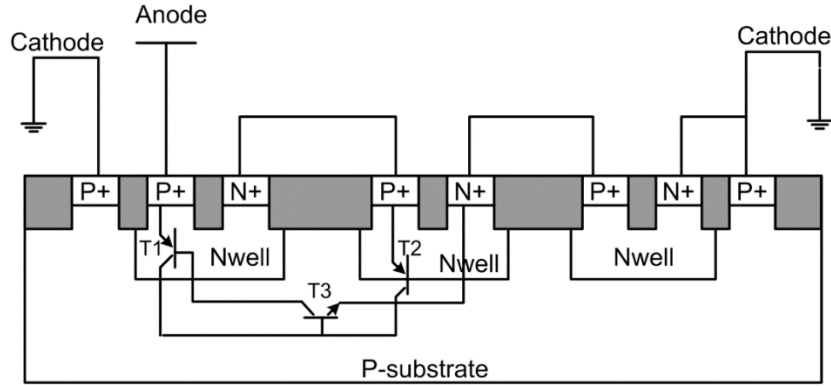 Anode
Cathode
Cathode
P+ P+ N+ P+ N+ P+ N+ P+
T1 Nwell T2 Nwell Nwell
T3
P-substrate